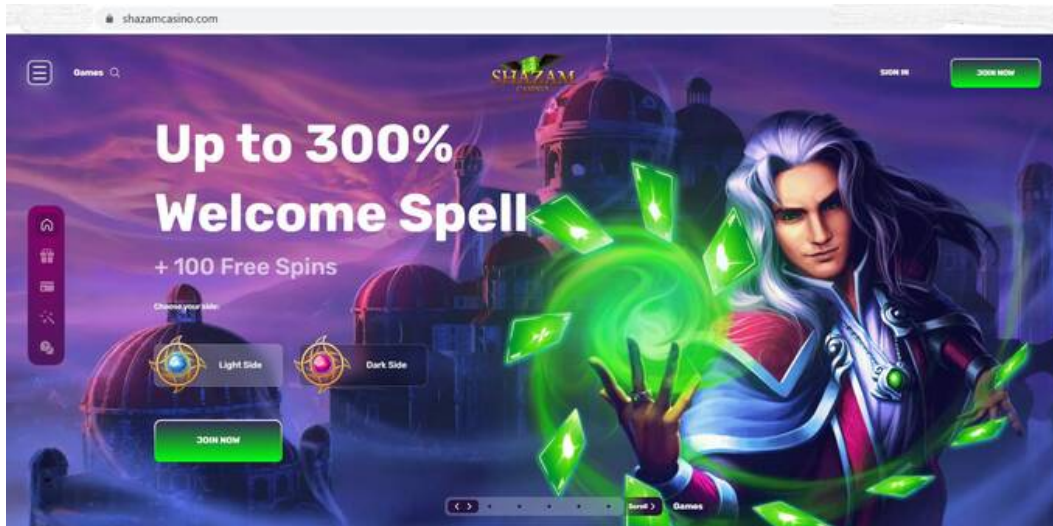 shazamcasino.com
Games
SHAZAM
CASINO
SIGN IN
JOIN NOW
Up to 300%
Welcome Spell
+ 100 Free Spins
Choose your side:
Light Side
Dark Side
JOIN NOW
Scroll
Games